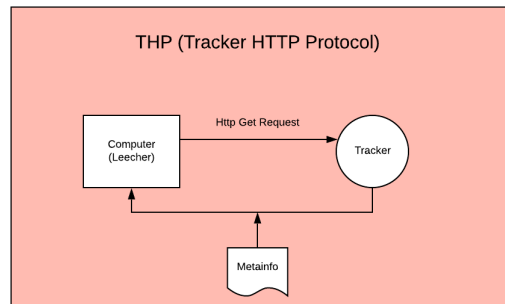 THP (Tracker HTTP Protocol)
Http Get Request
Computer
(Leecher)
Tracker
Metainfo